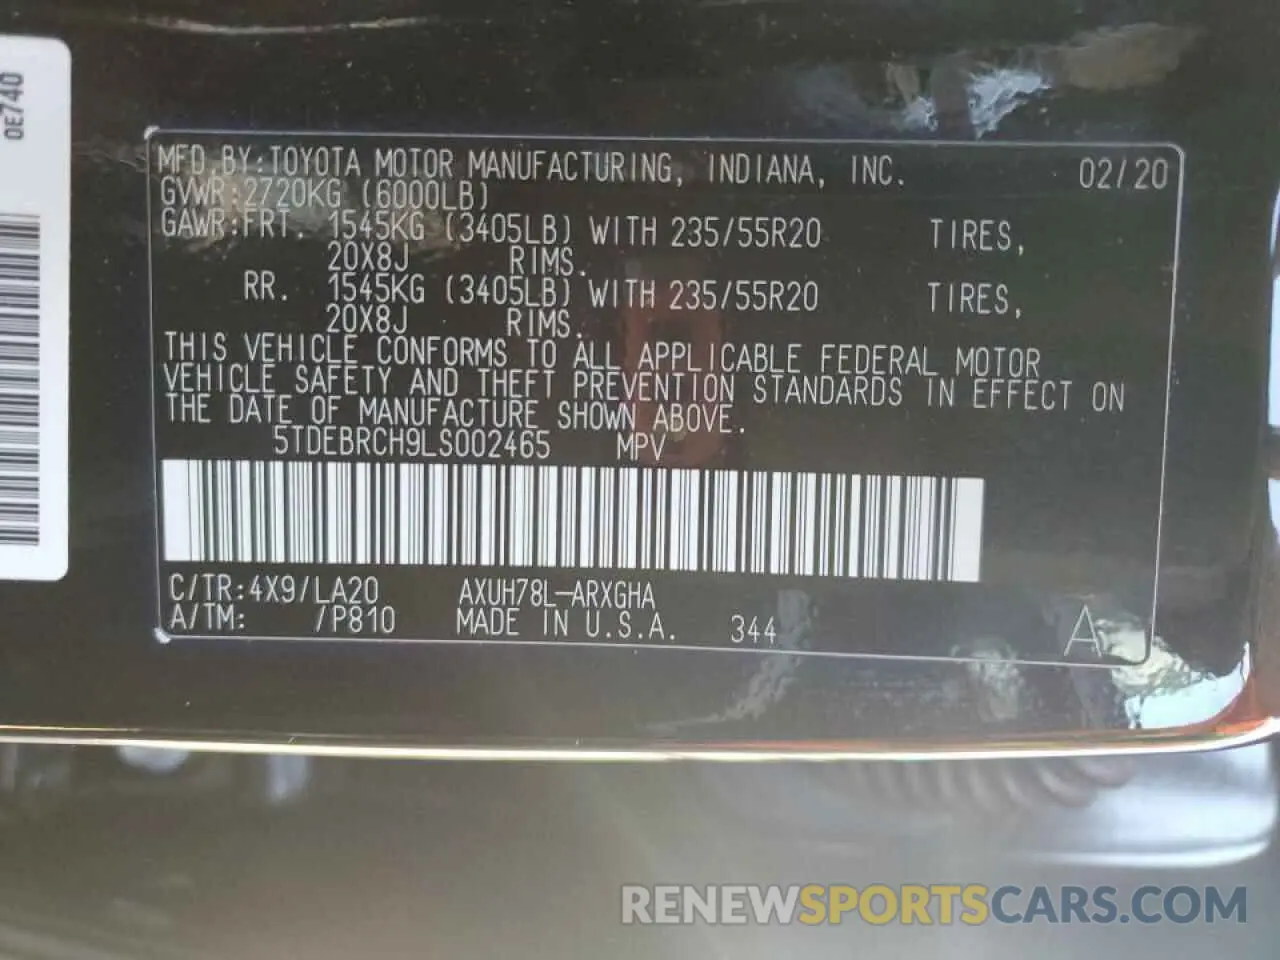 0E740
MFD.BY:TOYOTA MOTOR MANUFACTURING, INDIANA, INC. 02/20
GVWR:2720KG (6000LB)
GAWR:FRT. 1545KG (3405LB) WITH 235/55R20 TIRES,
20X8J RIMS.
RR. 1545KG (3405LB) WITH 235/55R20 TIRES,
20X8J RIMS.
THIS VEHICLE CONFORMS TO ALL APPLICABLE FEDERAL MOTOR
VEHICLE SAFETY AND THEFT PREVENTION STANDARDS IN EFFECT ON
THE DATE OF MANUFACTURE SHOWN ABOVE.
5TDEBRCH9LS002465 MPV
C/TR:4X9/LA20 AXUH78L-ARXGHA
A/TM: /P810 MADE IN U.S.A. 344 A
RENEWSPORTSCARS.COM